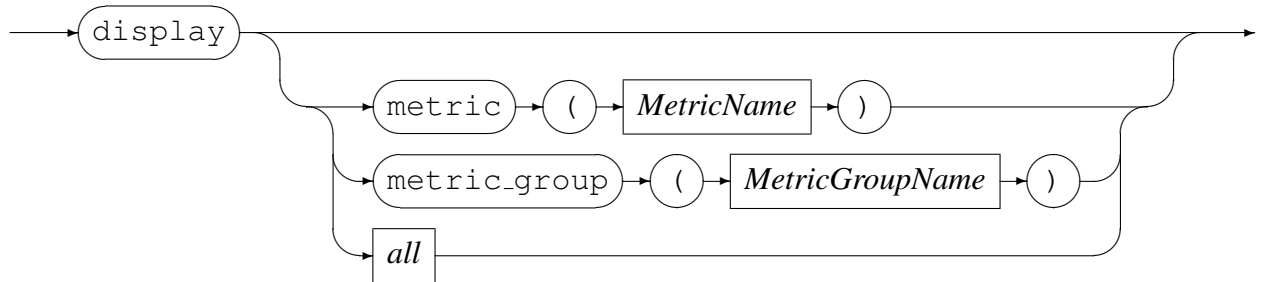 display
metric ( MetricName )
metric_group ( MetricGroupName )
all